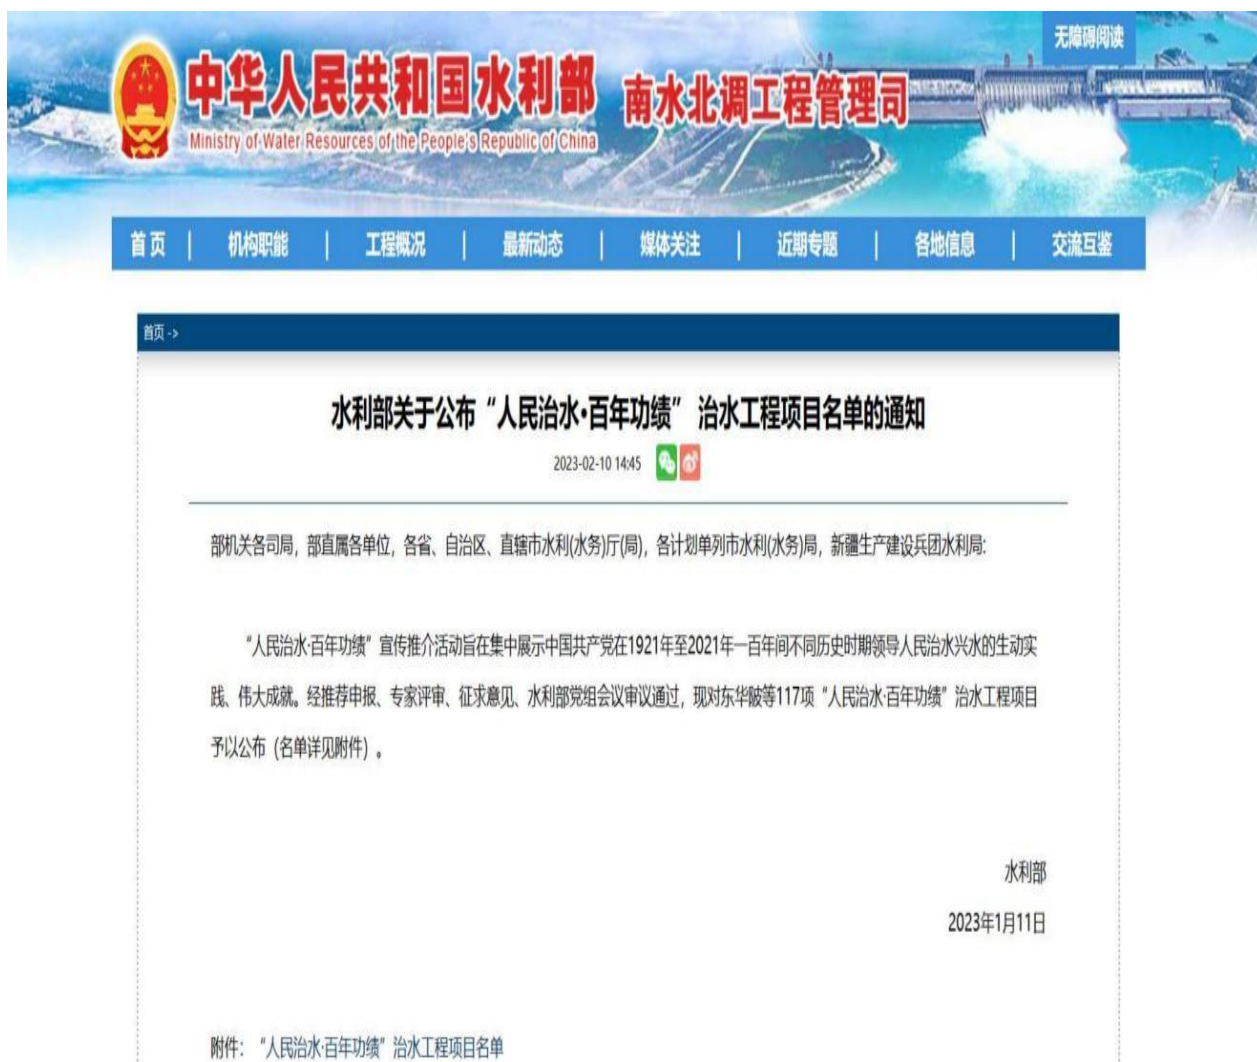 无障碍阅读
中华人民共和国水利部 南水北调工程管理司
Ministry of Water Resources of the People's Republic of China
首页 | 机构职能 | 工程概况 | 最新动态 | 媒体关注 | 近期专题 | 各地信息 | 交流互鉴
首页 ->
水利部关于公布“人民治水•百年功绩” 治水工程项目名单的通知
2023-02-10 14:45
部机关各司局，部直属各单位，各省、自治区、直辖市水利(水务)厅(局)，各计划单列市水利(水务)局，新疆生产建设兵团水利局:
“人民治水·百年功绩”宣传推介活动旨在集中展示中国共产党在1921年至2021年一百年间不同历史时期领导人民治水兴水的生动实
践、伟大成就。经推荐申报、专家评审、征求意见、水利部党组会议审议通过，现对东华陂等117项“人民治水·百年功绩”治水工程项目
予以公布（名单详见附件）。
水利部
2023年1月11日
附件：“人民治水·百年功绩”治水工程项目名单